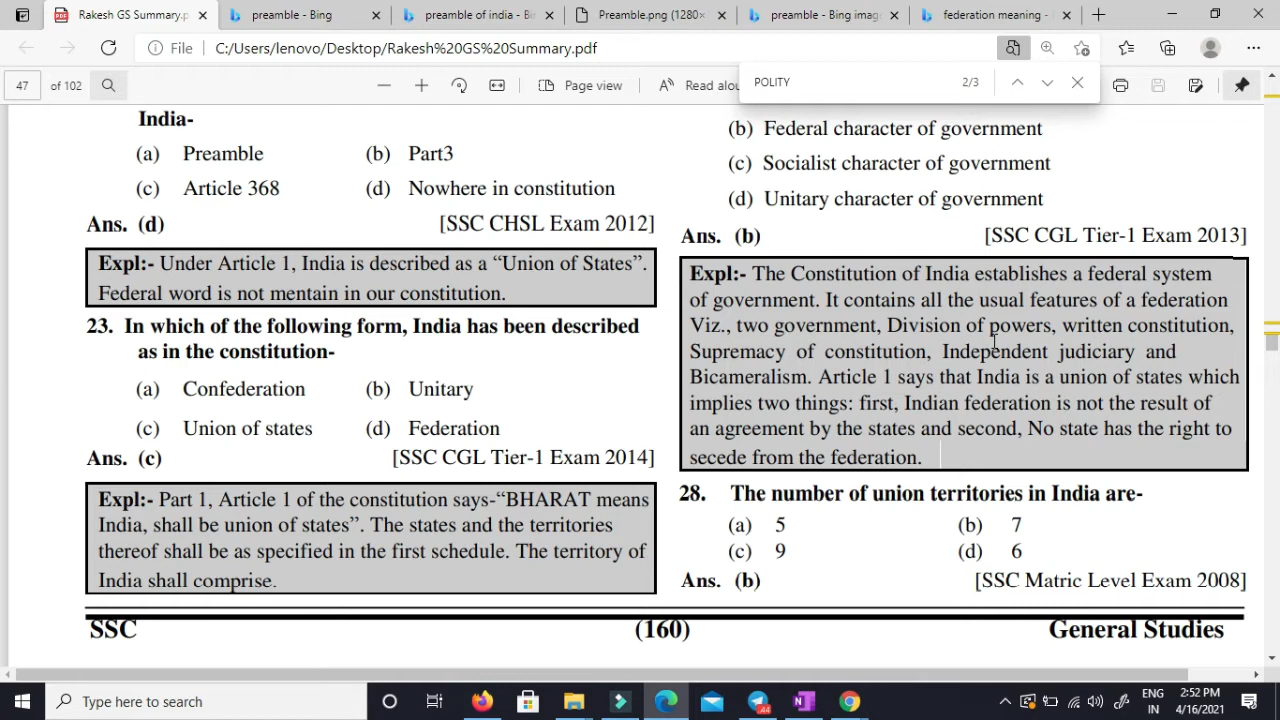 Rakesh GS Summary.p
preamble - Bing
preamble of india - Bi
Preamble.png (1280×
preamble - Bing imag
federation meaning -
File
C:/Users/lenovo/Desktop/Rakesh%20GS%20Summary.pdf
47 of 102
Page view
Read alou
POLITY 2/3
India-
(a) Preamble (b) Part3
(c) Article 368 (d) Nowhere in constitution
Ans. (d) [SSC CHSL Exam 2012]
Expl:- Under Article 1, India is described as a “Union of States”.
Federal word is not mentain in our constitution.
23. In which of the following form, India has been described
as in the constitution-
(a) Confederation (b) Unitary
(c) Union of states (d) Federation
Ans. (c) [SSC CGL Tier-1 Exam 2014]
Expl:- Part 1, Article 1 of the constitution says-“BHARAT means
India, shall be union of states”. The states and the territories
thereof shall be as specified in the first schedule. The territory of
India shall comprise.
(b) Federal character of government
(c) Socialist character of government
(d) Unitary character of government
Ans. (b) [SSC CGL Tier-1 Exam 2013]
Expl:- The Constitution of India establishes a federal system
of government. It contains all the usual features of a federation
Viz., two government, Division of powers, written constitution,
Supremacy of constitution, Independent judiciary and
Bicameralism. Article 1 says that India is a union of states which
implies two things: first, Indian federation is not the result of
an agreement by the states and second, No state has the right to
secede from the federation.
28. The number of union territories in India are-
(a) 5 (b) 7
(c) 9 (d) 6
Ans. (b) [SSC Matric Level Exam 2008]
SSC (160) General Studies
Type here to search
44
ENG
IN
2:52 PM
4/16/2021